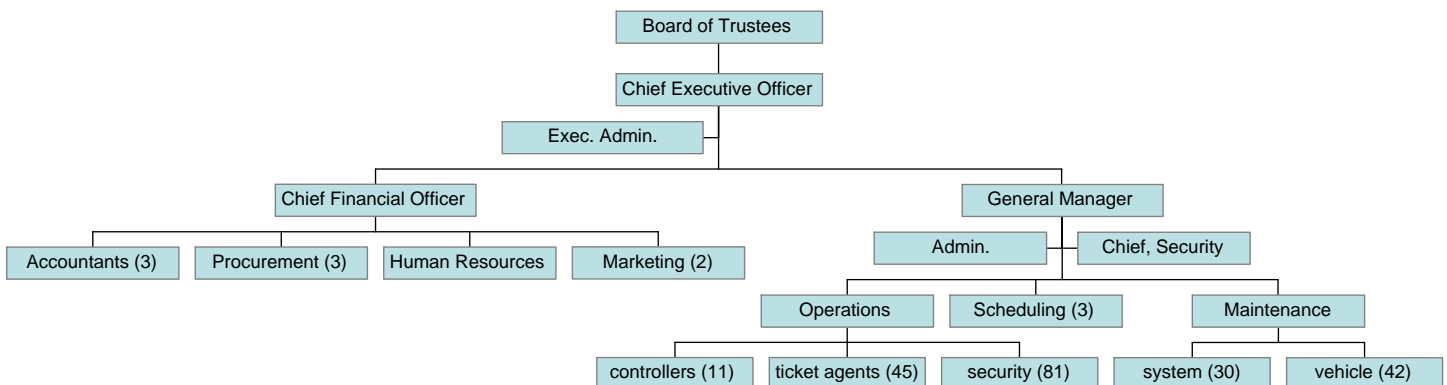 Board of Trustees
Chief Executive Officer
Exec. Admin.
Chief Financial Officer
General Manager
Accountants (3)
Procurement (3)
Human Resources
Marketing (2)
Admin.
Chief, Security
Operations
Scheduling (3)
Maintenance
controllers (11)
ticket agents (45)
security (81)
system (30)
vehicle (42)